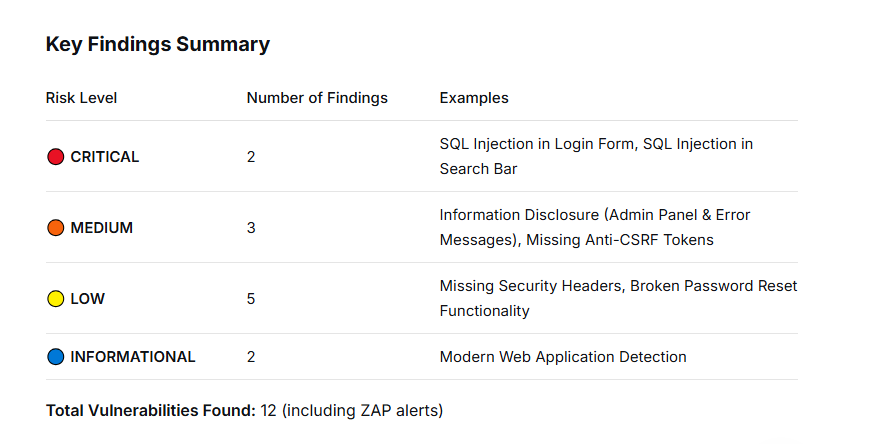 Key Findings Summary
Risk Level Number of Findings Examples
CRITICAL 2 SQL Injection in Login Form, SQL Injection in
Search Bar
MEDIUM 3 Information Disclosure (Admin Panel & Error
Messages), Missing Anti-CSRF Tokens
LOW 5 Missing Security Headers, Broken Password Reset
Functionality
INFORMATIONAL 2 Modern Web Application Detection
Total Vulnerabilities Found: 12 (including ZAP alerts)